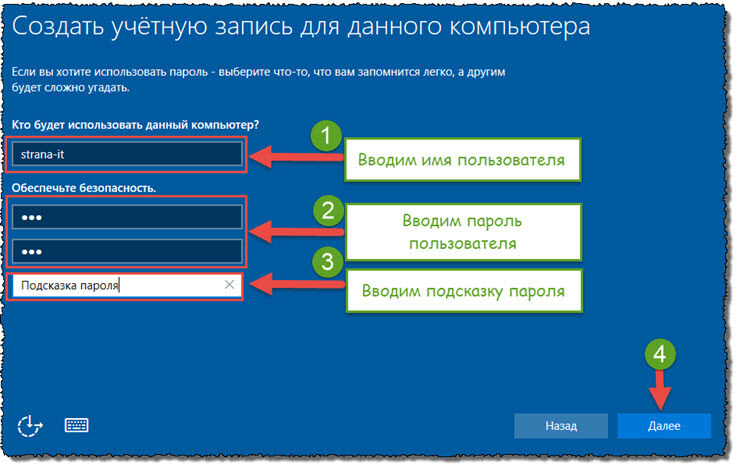 Создать учётную запись для данного компьютера
Если вы хотите использовать пароль - выберите что-то, что вам запомнится легко, а другим
будет сложно угадать.
Кто будет использовать данный компьютер?
strana-it
1
Вводим имя пользователя
Обеспечьте безопасность.
•••
•••
2
Вводим пароль
пользователя
Подсказка пароля
3
Вводим подсказку пароля
4
Назад
Далее